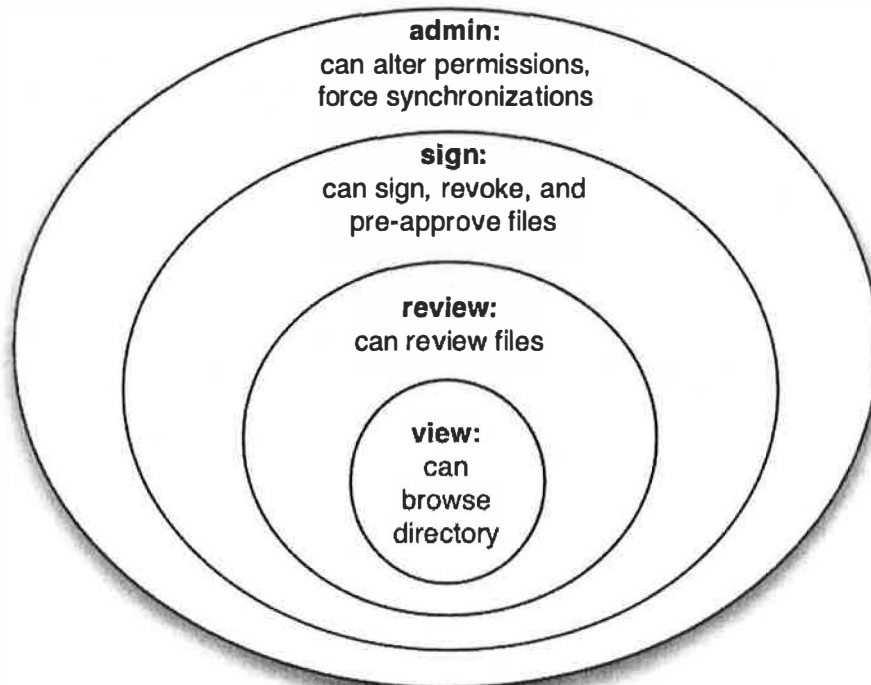 admin:
can alter permissions,
force synchronizations
sign:
can sign, revoke, and
pre-approve files
review:
can review files
view:
can
browse
directory